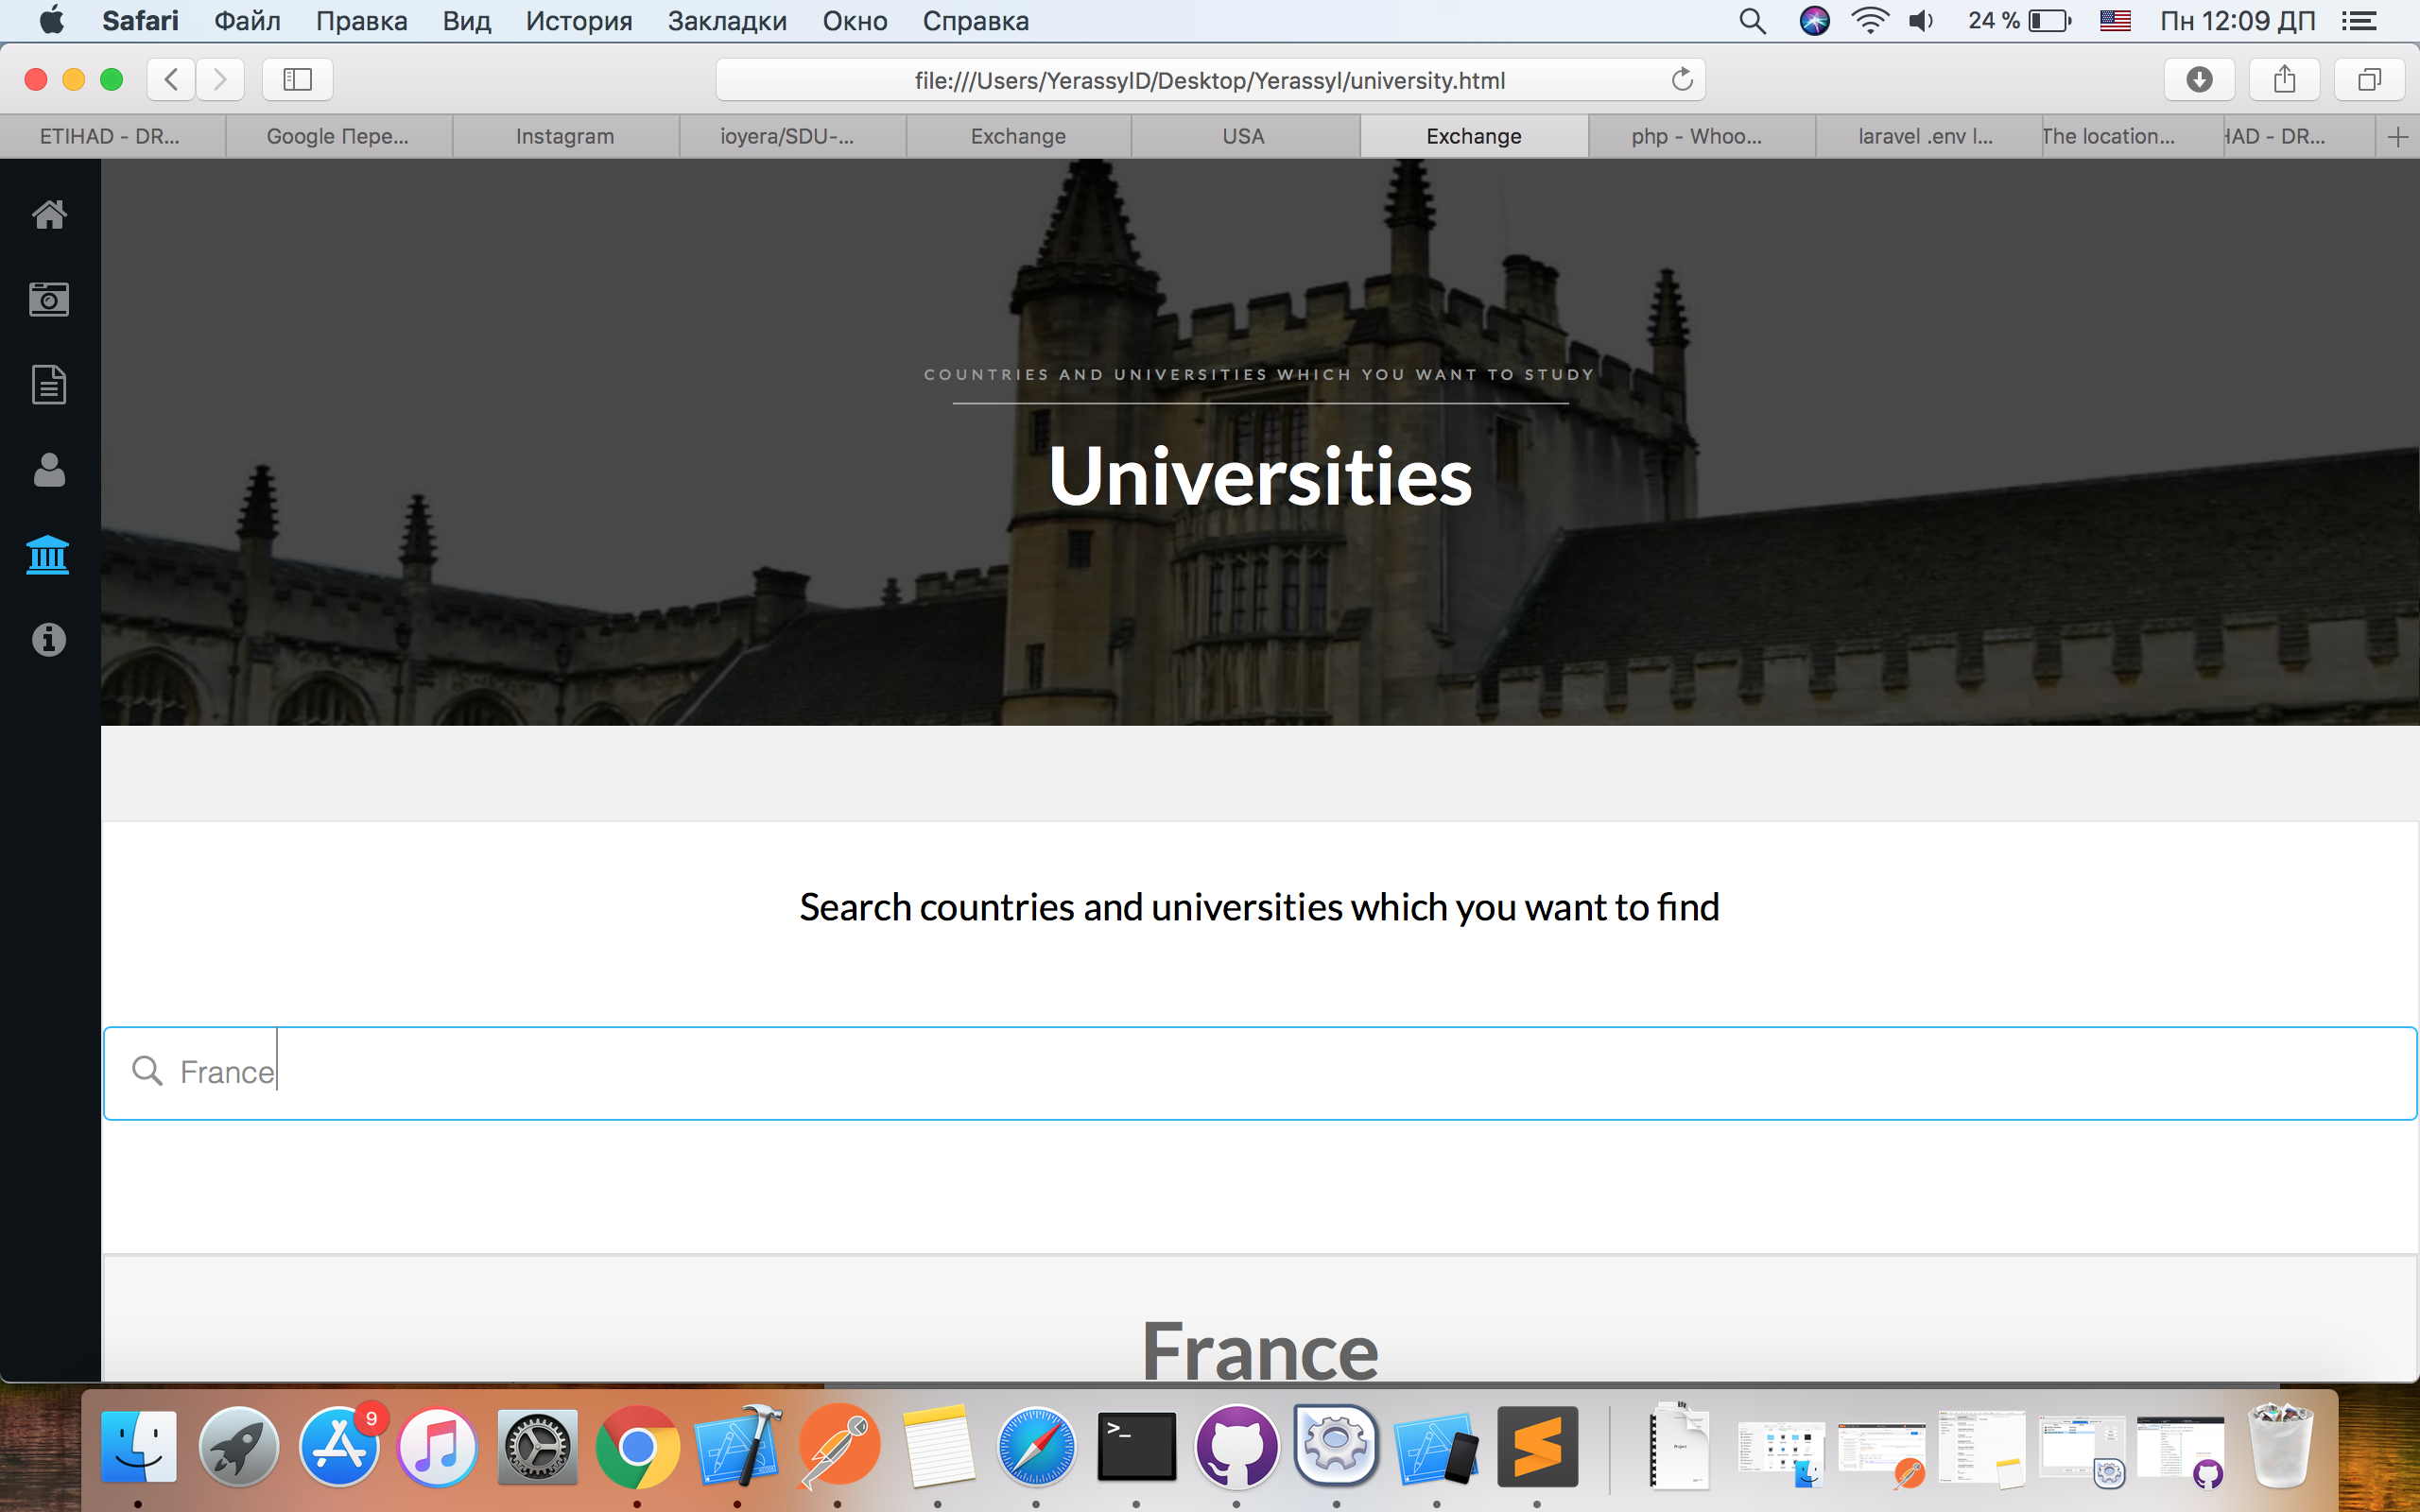 Safari Файл Правка Вид История Закладки Окно Справка 24 % Пн 12:09 ДП
file:///Users/YerassylD/Desktop/Yerassyl/university.html
ETIHAD - DR... Google Пере... Instagram ioyera/SDU-... Exchange USA Exchange php - Whoo... laravel .env l... The location... HAD - DR...
COUNTRIES AND UNIVERSITIES WHICH YOU WANT TO STUDY
Universities
Search countries and universities which you want to find
France
France
9
>_
Project